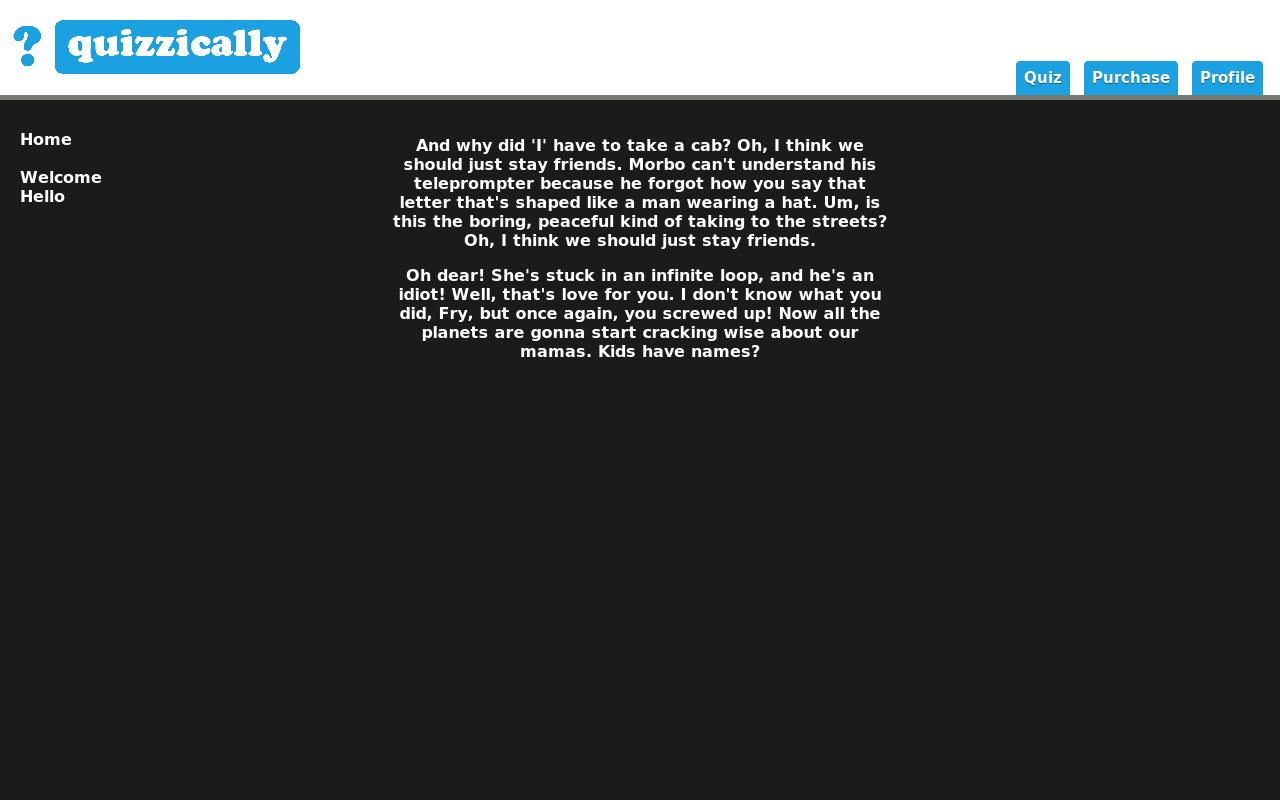 ? quizzically
Quiz Purchase Profile
Home
Welcome
Hello
And why did 'I' have to take a cab? Oh, I think we
should just stay friends. Morbo can't understand his
teleprompter because he forgot how you say that
letter that's shaped like a man wearing a hat. Um, is
this the boring, peaceful kind of taking to the streets?
Oh, I think we should just stay friends.
Oh dear! She's stuck in an infinite loop, and he's an
idiot! Well, that's love for you. I don't know what you
did, Fry, but once again, you screwed up! Now all the
planets are gonna start cracking wise about our
mamas. Kids have names?